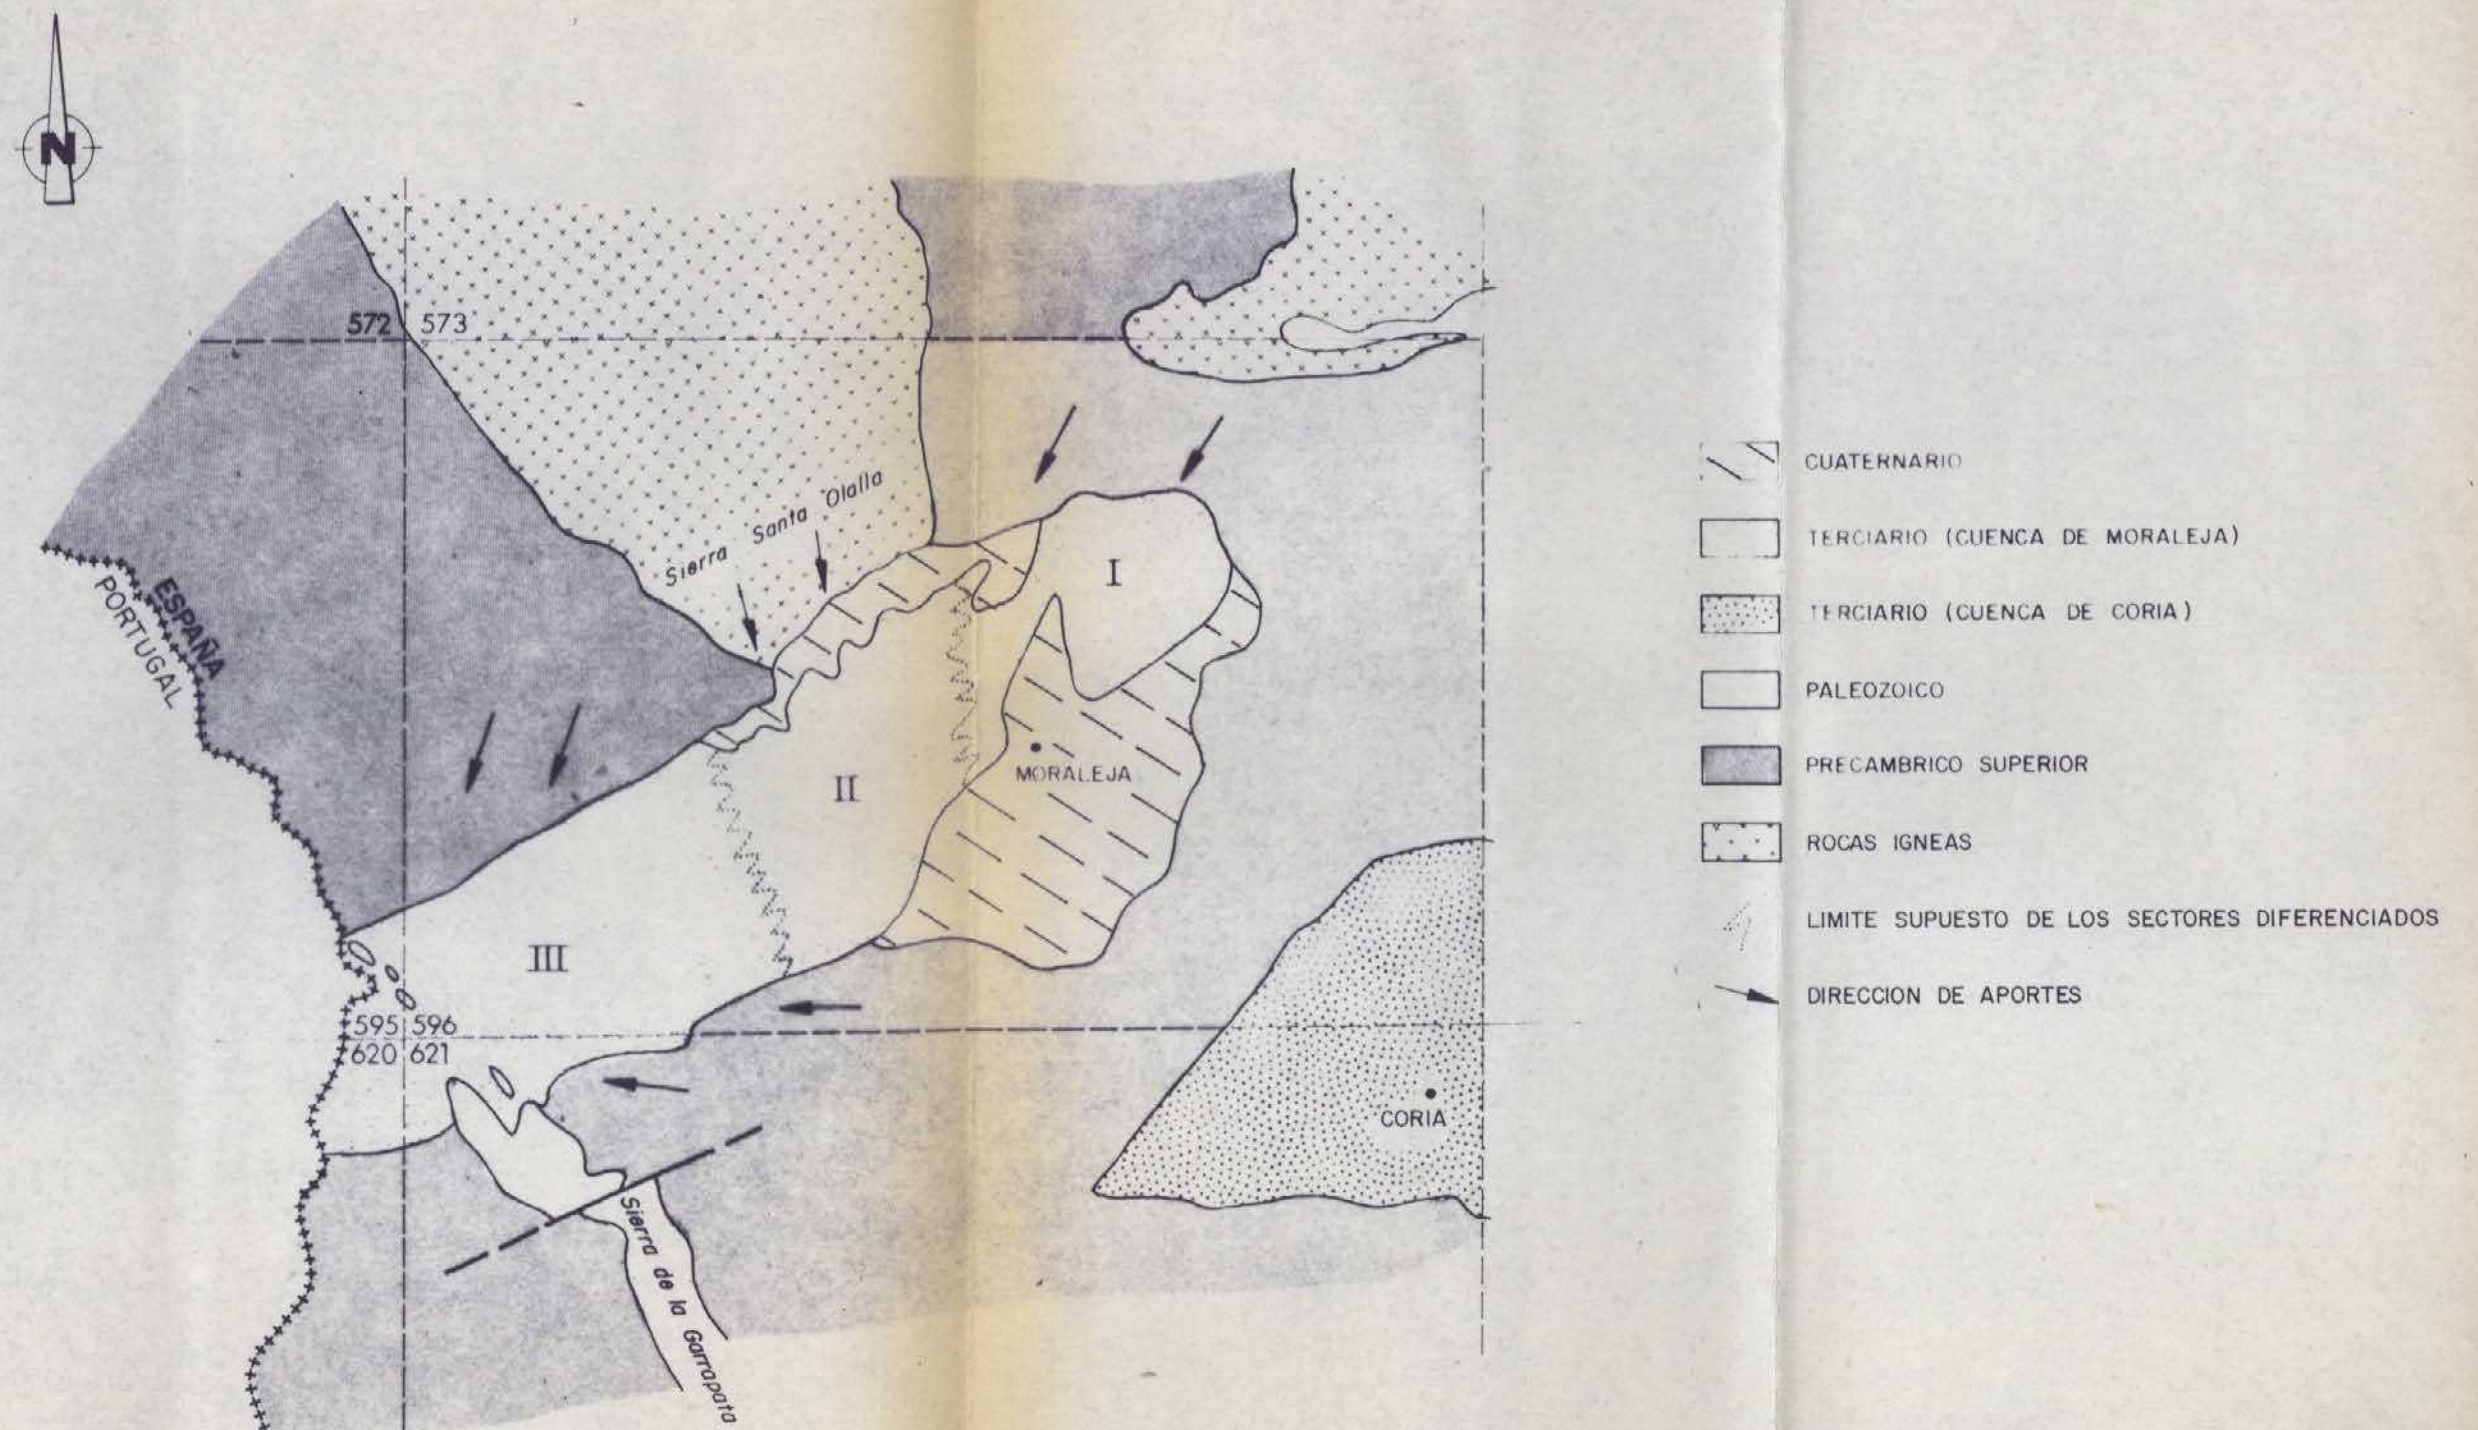 N
572 573
Sierra Santa Olalla
ESPAÑA
PORTUGAL
I
II
III
MORALEJA
595 596
620 621
CORIA
Sierra de la Garrapata
CUATERNARIO
TERCIARIO (CUENCA DE MORALEJA)
TERCIARIO (CUENCA DE CORIA)
PALEOZOICO
PRECAMBRICO SUPERIOR
ROCAS IGNEAS
LIMITE SUPUESTO DE LOS SECTORES DIFERENCIADOS
DIRECCION DE APORTES